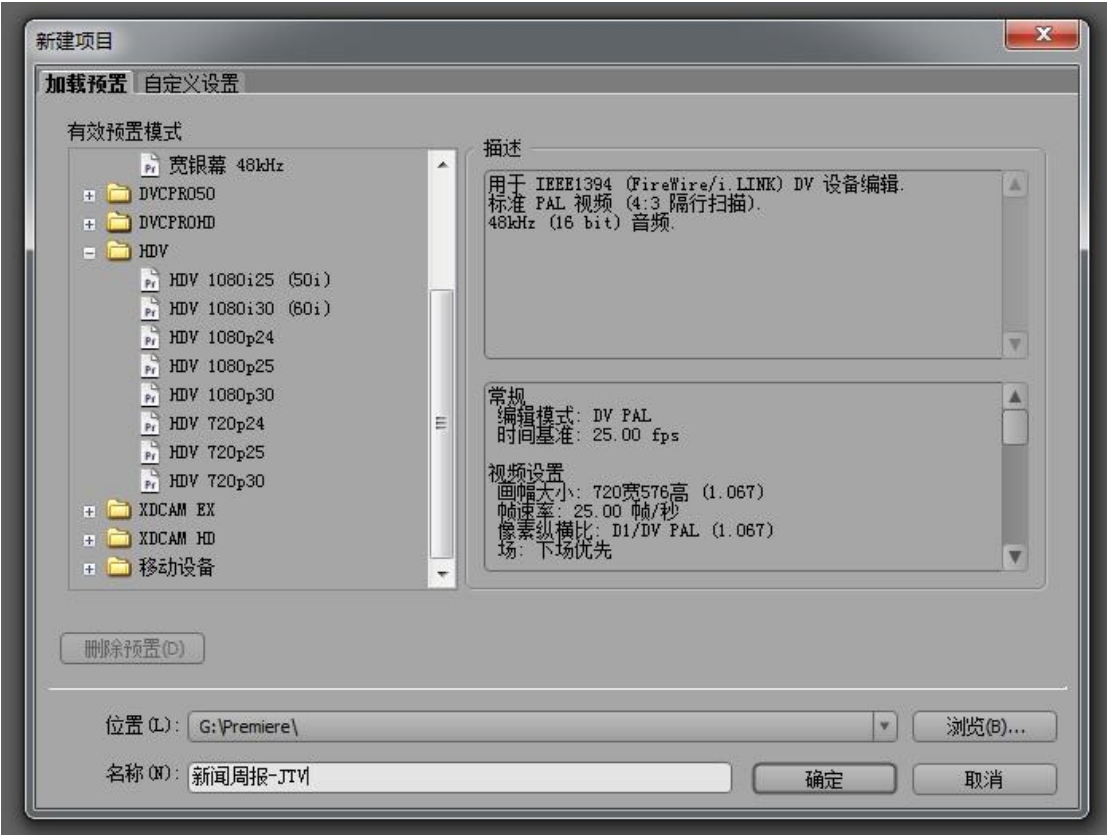 新建项目
加载预置 自定义设置
有效预置模式
宽银幕 48kHz
DVCPRO50
DVCPROHD
HDV
HDV 1080i25 (50i)
HDV 1080i30 (60i)
HDV 1080p24
HDV 1080p25
HDV 1080p30
HDV 720p24
HDV 720p25
HDV 720p30
XDCAM EX
XDCAM HD
移动设备
描述
用于 IEEE1394 (FireWire/i.LINK) DV 设备编辑.
标准 PAL 视频 (4:3 隔行扫描).
48kHz (16 bit) 音频.
常规
编辑模式: DV PAL
时间基准: 25.00 fps
视频设置
画幅大小: 720宽576高 (1.067)
帧速率: 25.00 帧/秒
像素纵横比: D1/DV PAL (1.067)
场: 下场优先
删除预置(D)
位置(L): G:\Premiere\ 浏览(B)...
名称(N): 新闻周报-JTV 确定 取消